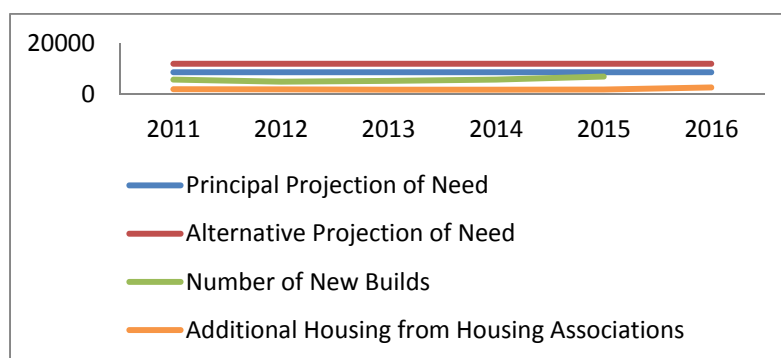 20000
0
2011 2012 2013 2014 2015 2016
Principal Projection of Need
Alternative Projection of Need
Number of New Builds
Additional Housing from Housing Associations